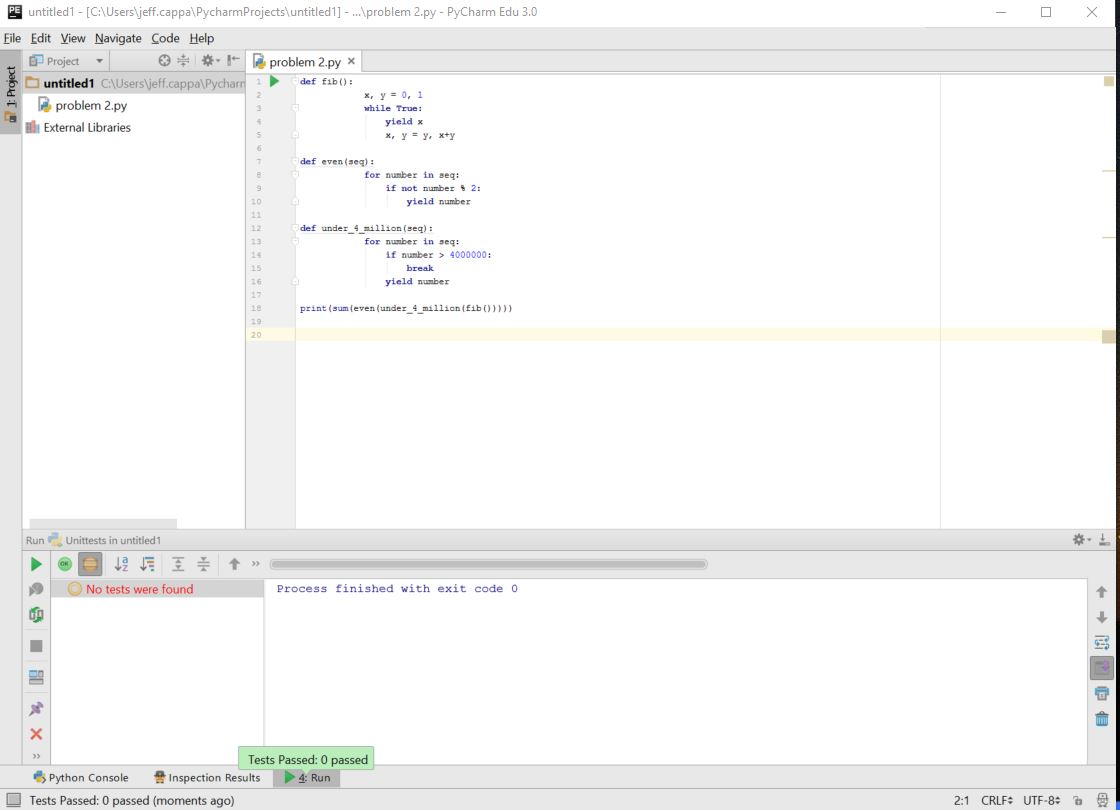 PE untitled1 - [C:\Users\jeff.cappa\PycharmProjects\untitled1] - ...\problem 2.py - PyCharm Edu 3.0
File Edit View Navigate Code Help
1: Project
Project
untitled1 C:\Users\jeff.cappa\Pycharm
problem 2.py
External Libraries
problem 2.py
1 def fib():
2 x, y = 0, 1
3 while True:
4 yield x
5 x, y = y, x+y
6
7 def even(seq):
8 for number in seq:
9 if not number % 2:
10 yield number
11
12 def under_4_million(seq):
13 for number in seq:
14 if number > 4000000:
15 break
16 yield number
17
18 print(sum(even(under_4_million(fib()))))
19
20
Run Unittests in untitled1
OK
No tests were found
Process finished with exit code 0
Tests Passed: 0 passed
Python Console Inspection Results 4: Run
Tests Passed: 0 passed (moments ago) 2:1 CRLF UTF-8